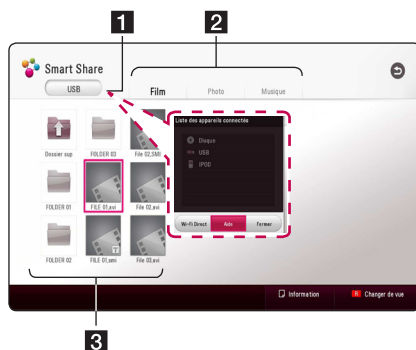 1
2
Smart Share
USB
Film
Photo
Musique
Liste des appareils connectés
Disque
USB
IPOD
Wi-Fi Direct
Aide
Fermer
Dossier sup
FOLDER 03
File 02,SMI
FOLDER 01
FILE 01,avi
File 02,avi
FOLDER 02
FILE 01,smi
File 03,avi
Information
R Changer de vue
3